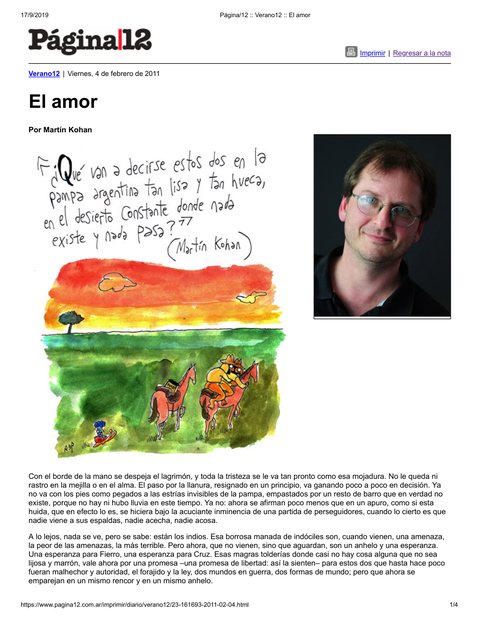 17/9/2019 Página/12 :: Verano12 :: El amor
Página|12
Imprimir | Regresar a la nota
Verano12 | Viernes, 4 de febrero de 2011
El amor
Por Martín Kohan
"¿Qué van a decirse estos dos en la
pampa argentina tan lisa y tan hueca,
en el desierto constante donde nada
existe y nada pasa?"
(Martín Kohan)
REP
Con el borde de la mano se despeja el lagrimón, y toda la tristeza se le va tan pronto como esa mojadura. No le queda ni
rastro en la mejilla o en el alma. El paso por la llanura, resignado en un principio, va ganando poco a poco en decisión. Ya
no va con los pies como pegados a las estrías invisibles de la pampa, empastados por un resto de barro que en verdad no
existe, porque no hay ni hubo lluvia en este tiempo. Ya no: ahora se afirman poco menos que en un apuro, como si esta
huida, que en efecto lo es, se hiciera bajo la acuciante inminencia de una partida de perseguidores, cuando lo cierto es que
nadie viene a sus espaldas, nadie acecha, nadie acosa.
A lo lejos, nada se ve, pero se sabe: están los indios. Esa borrosa manada de indóciles son, cuando vienen, una amenaza,
la peor de las amenazas, la más terrible. Pero ahora, que no vienen, sino que aguardan, son un anhelo y una esperanza.
Una esperanza para Fierro, una esperanza para Cruz. Esas magras tolderías donde casi no hay cosa alguna que no sea
lijosa y marrón, vale ahora por una promesa –una promesa de libertad: así la sienten– para estos dos que hasta hace poco
fueran malhechor y autoridad, el forajido y la ley, dos mundos en guerra, dos formas de mundo; pero que ahora se
emparejan en un mismo rencor y en un mismo anhelo.
https://www.pagina12.com.ar/imprimir/diario/verano12/23-161693-2011-02-04.html 1/4